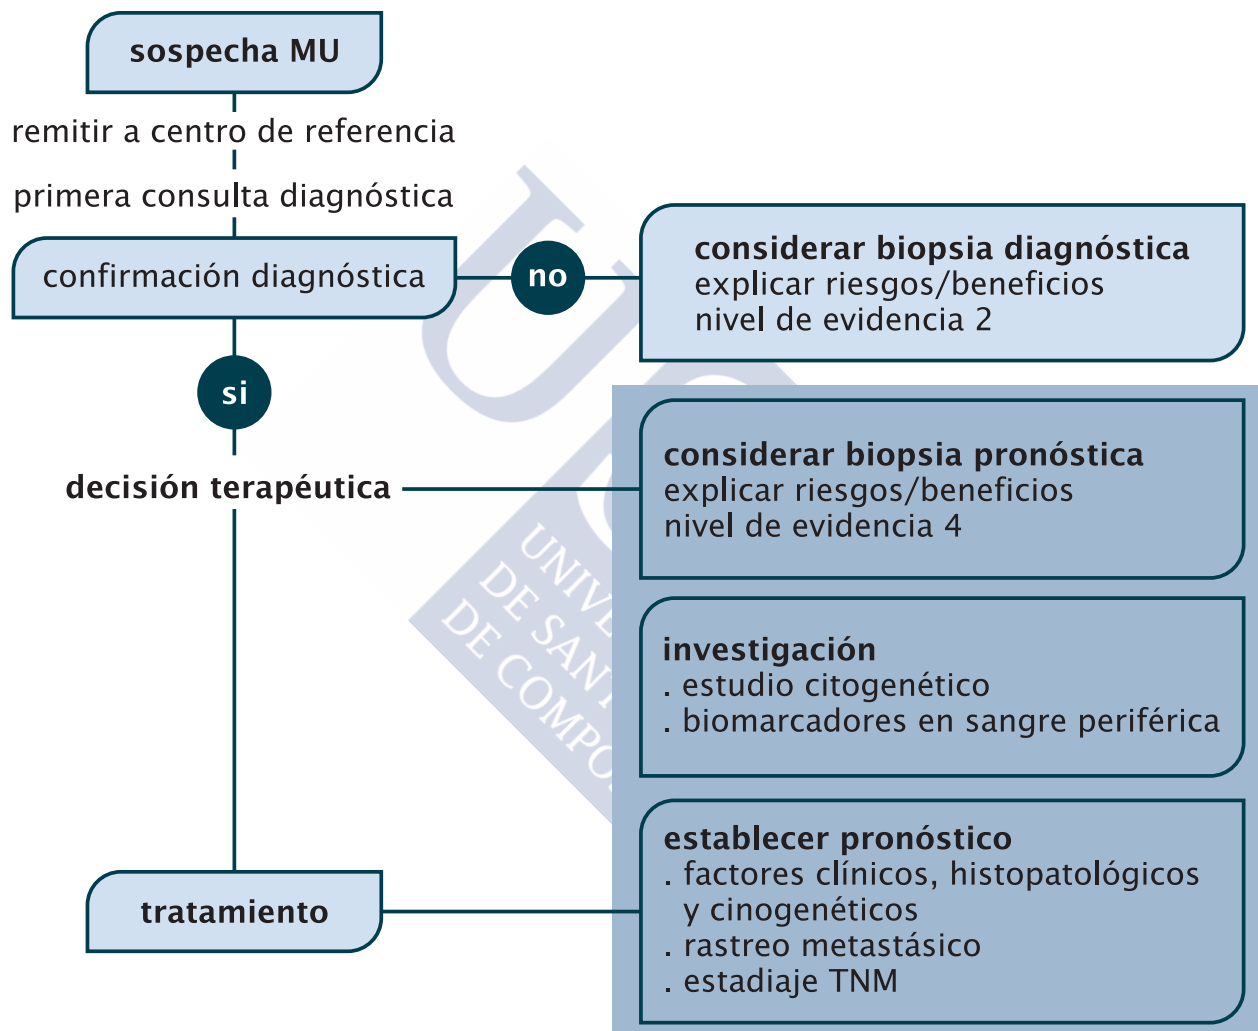 sospecha MU
remitir a centro de referencia
primera consulta diagnóstica
confirmación diagnóstica
no
considerar biopsia diagnóstica
explicar riesgos/beneficios
nivel de evidencia 2
si
decisión terapéutica
considerar biopsia pronóstica
explicar riesgos/beneficios
nivel de evidencia 4
investigación
. estudio citogenético
. biomarcadores en sangre periférica
establecer pronóstico
. factores clínicos, histopatológicos
y cinogenéticos
. rastreo metastásico
. estadiaje TNM
tratamiento
DE
DE